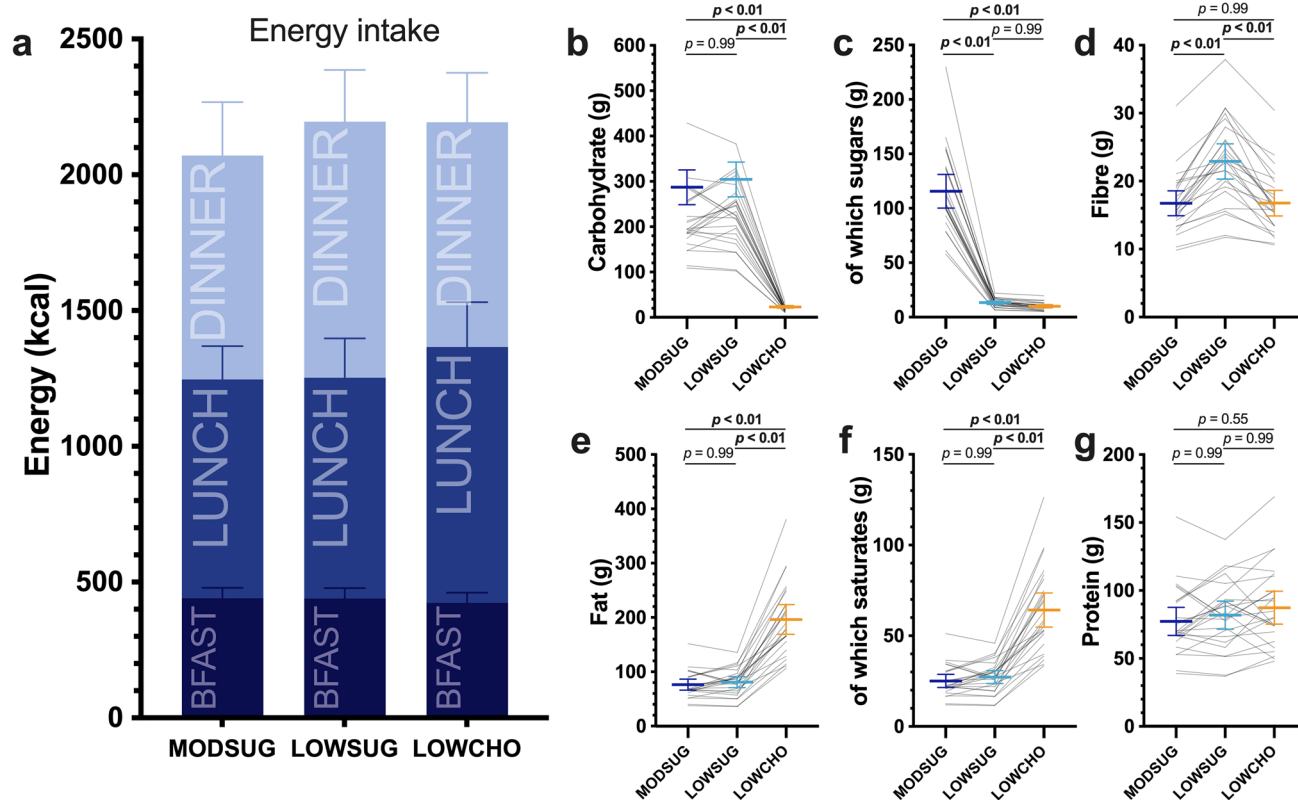 a
Energy intake
Energy (kcal)
2500
2000
1500
1000
500
0
DINNER
DINNER
DINNER
LUNCH
LUNCH
LUNCH
BFAST
BFAST
BFAST
MODSUG LOWSUG LOWCHO
b
p < 0.01
p < 0.01
p = 0.99
Carbohydrate (g)
600
500
400
300
200
100
0
MODSUG
LOWSUG
LOWCHO
c
p < 0.01
p = 0.99
p < 0.01
of which sugars (g)
250
200
150
100
50
0
MODSUG
LOWSUG
LOWCHO
d
p = 0.99
p < 0.01
p < 0.01
Fibre (g)
40
30
20
10
0
MODSUG
LOWSUG
LOWCHO
e
p < 0.01
p < 0.01
p = 0.99
Fat (g)
500
400
300
200
100
0
MODSUG
LOWSUG
LOWCHO
f
p < 0.01
p < 0.01
p = 0.99
of which saturates (g)
150
100
50
0
MODSUG
LOWSUG
LOWCHO
g
p = 0.55
p = 0.99
p = 0.99
Protein (g)
200
150
100
50
0
MODSUG
LOWSUG
LOWCHO